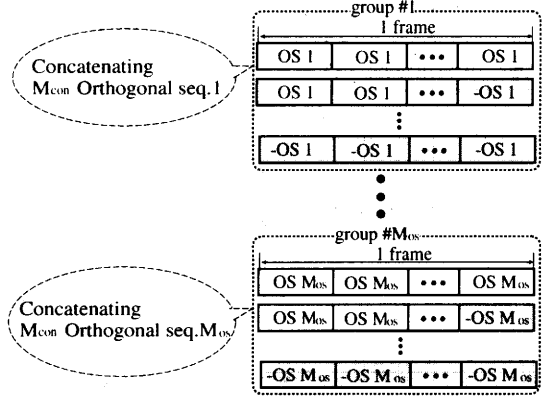 group #1
1 frame
OS 1 OS 1 ••• OS 1
OS 1 OS 1 ••• -OS 1
-OS 1 -OS 1 ••• -OS 1
Concatenating
Mcon Orthogonal seq.1
group #Mos
1 frame
OS Mos OS Mos ••• OS Mos
OS Mos OS Mos ••• -OS Mos
-OS Mos -OS Mos ••• -OS Mos
Concatenating
Mcon Orthogonal seq.Mos